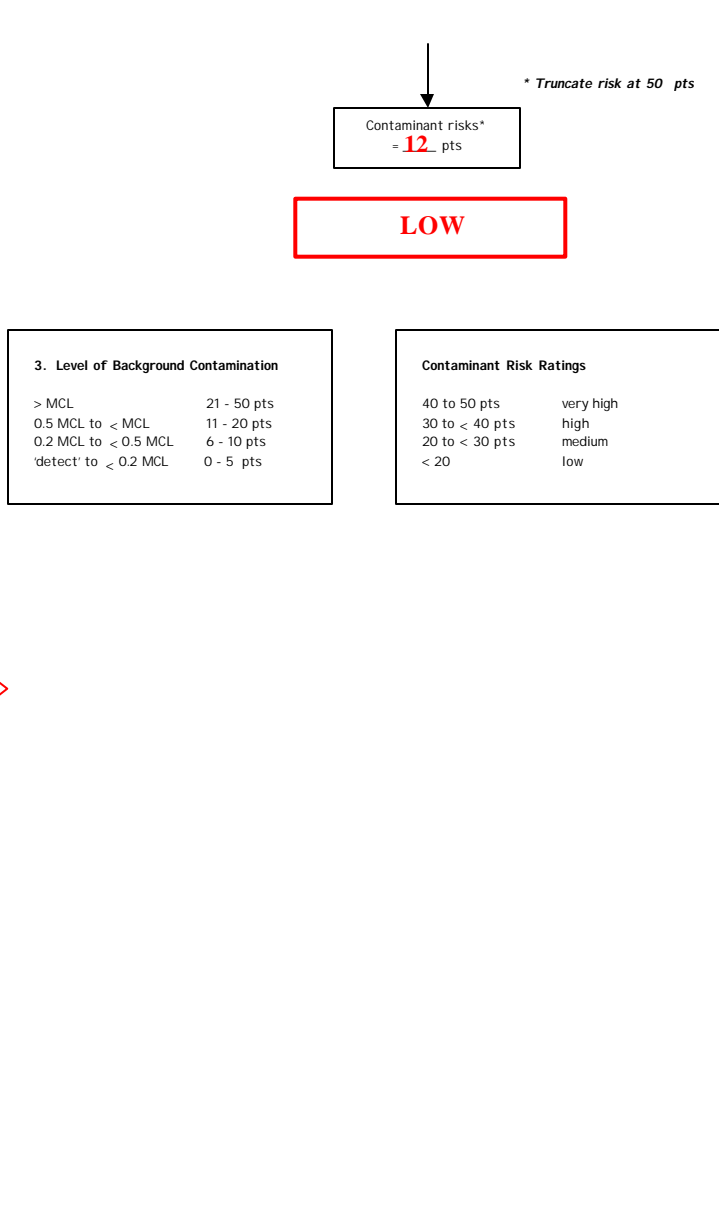 * Truncate risk at 50 pts
Contaminant risks*
= 12 pts
LOW
3. Level of Background Contamination
> MCL 21 - 50 pts
0.5 MCL to < MCL 11 - 20 pts
0.2 MCL to < 0.5 MCL 6 - 10 pts
'detect' to < 0.2 MCL 0 - 5 pts
Contaminant Risk Ratings
40 to 50 pts very high
30 to < 40 pts high
20 to < 30 pts medium
< 20 low